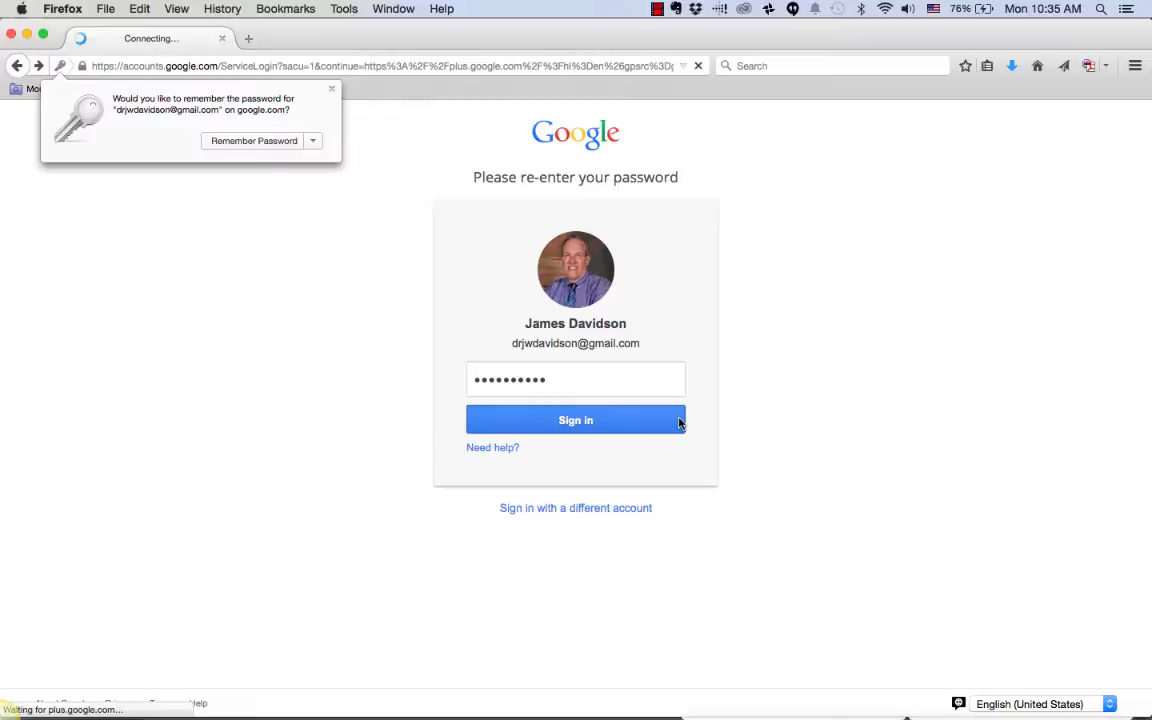 Firefox File Edit View History Bookmarks Tools Window Help 76% Mon 10:35 AM
Connecting...
https://accounts.google.com/ServiceLogin?sacu=1&continue=https%3A%2F%2Fplus.google.com%2F%3Fhl%3Den%26gpsrc%3D
Search
Would you like to remember the password for
"drjwdavidson@gmail.com" on google.com?
Remember Password
Google
Please re-enter your password
James Davidson
drjwdavidson@gmail.com
Sign in
Need help?
Sign in with a different account
Waiting for plus.google.com...
English (United States)